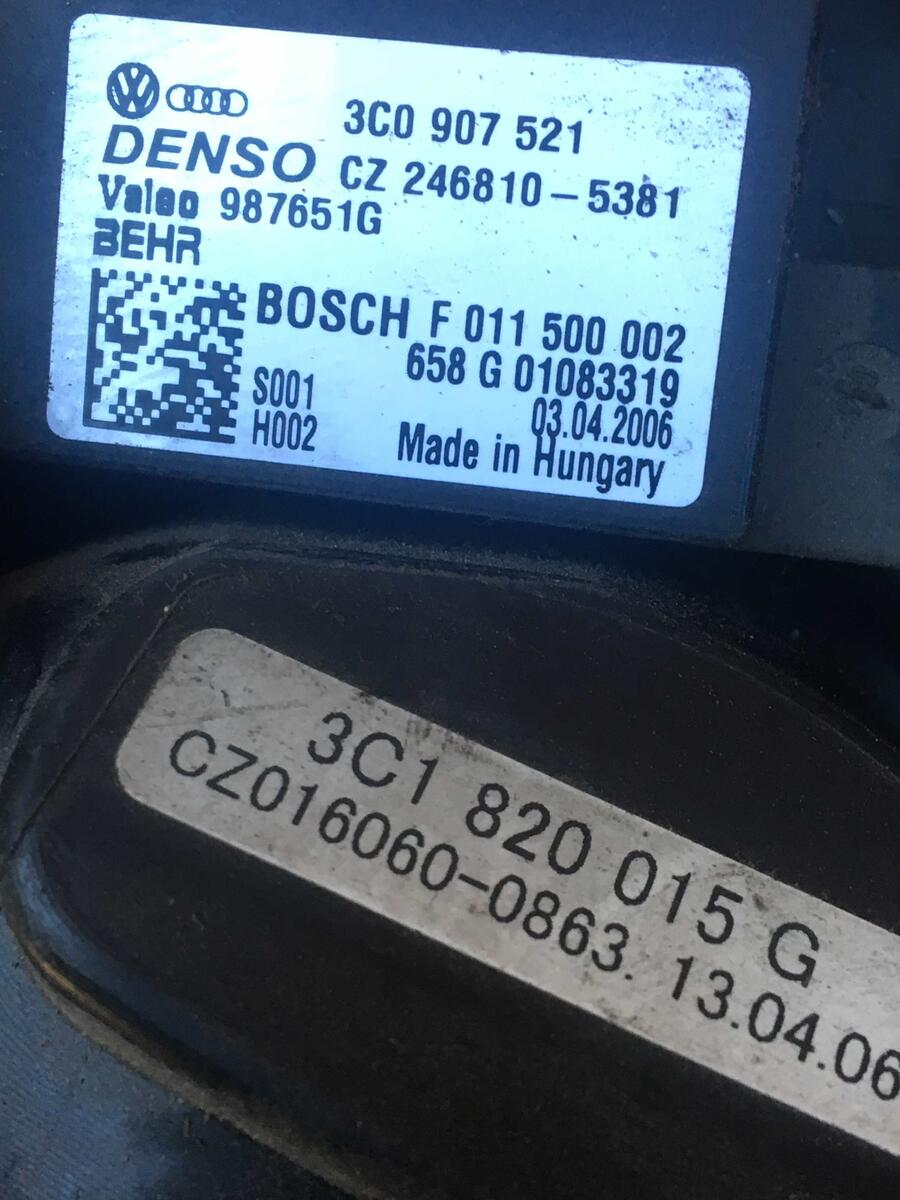 3C0 907 521
DENSO CZ 246810-5381
Valeo 987651G
BEHR
BOSCH F 011 500 002
658 G 01083319
S001 03.04.2006
H002 Made in Hungary
3C1 820 015 G
CZ016060-0863. 13.04.06